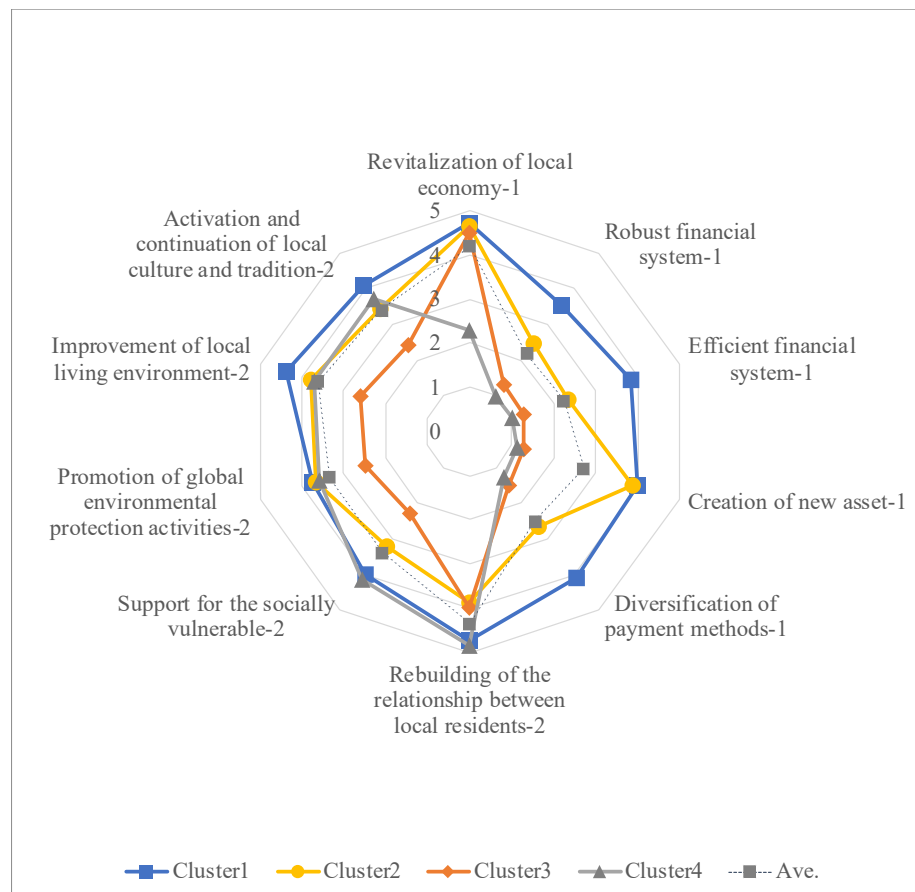 Revitalization of local
economy-1
Robust financial
system-1
Efficient financial
system-1
Creation of new asset-1
Diversification of
payment methods-1
Rebuilding of the
relationship between
local residents-2
Support for the socially
vulnerable-2
Promotion of global
environmental
protection activities-2
Improvement of local
living environment-2
Activation and
continuation of local
culture and tradition-2
5
4
3
2
1
0
Cluster1 Cluster2 Cluster3 Cluster4 Ave.